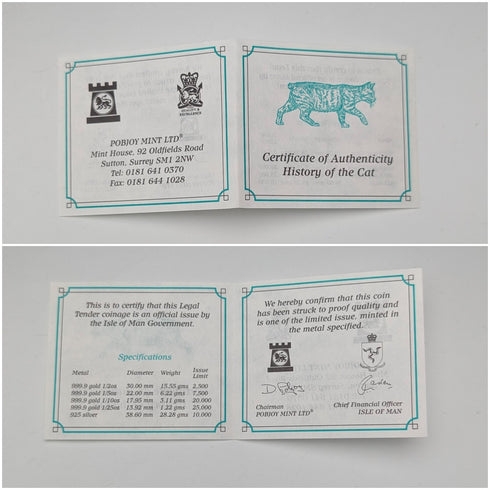 POBJOY MINT LTD®
Mint House, 92 Oldfields Road
Sutton, Surrey SM1 2NW
Tel: 0181 641 0370
Fax: 0181 644 1028
Certificate of Authenticity
History of the Cat
This is to certify that this Legal
Tender coinage is an official issue by
the Isle of Man Government.
Specifications
Metal Diameter Weight Issue Limit
999.9 gold 1/2oz 30.00 mm 15.55 gms 2,500
999.9 gold 1/5oz 22.00 mm 6.22 gms 7,500
999.9 gold 1/10oz 17.95 mm 3.11 gms 20,000
999.9 gold 1/25oz 13.92 mm 1.22 gms 25,000
925 silver 38.60 mm 28.28 gms 10,000
We hereby confirm that this coin
has been struck to proof quality and
is one of the limited issue, minted in
the metal specified.
D Pobjoy
Chairman
POBJOY MINT LTD®
Chief Financial Officer
ISLE OF MAN